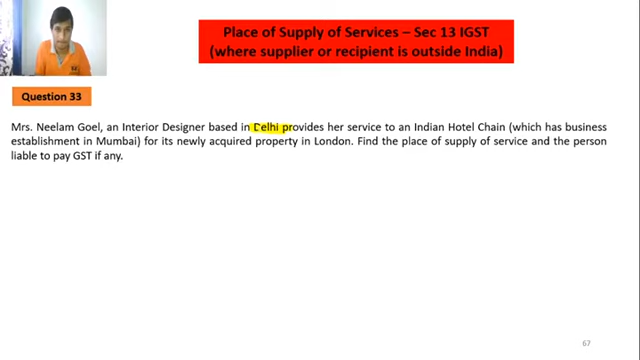 Place of Supply of Services – Sec 13 IGST
(where supplier or recipient is outside India)
Question 33
Mrs. Neelam Goel, an Interior Designer based in Delhi provides her service to an Indian Hotel Chain (which has business
establishment in Mumbai) for its newly acquired property in London. Find the place of supply of service and the person
liable to pay GST if any.
67